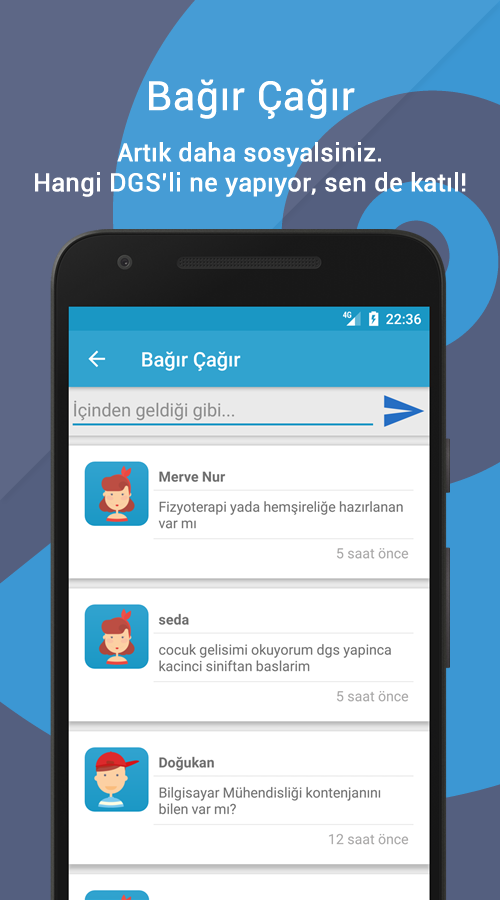 Bağır Çağır
Artık daha sosyalsiniz.
Hangi DGS'li ne yapıyor, sen de katıl!
4G 22:36
Bağır Çağır
İçinden geldiği gibi...
Merve Nur
Fizyoterapi yada hemşireliğe hazırlanan
var mı
5 saat önce
seda
cocuk gelisimi okuyorum dgs yapinca
kacinci siniftan baslarim
5 saat önce
Doğukan
Bilgisayar Mühendisliği kontenjanını
bilen var mı?
12 saat önce